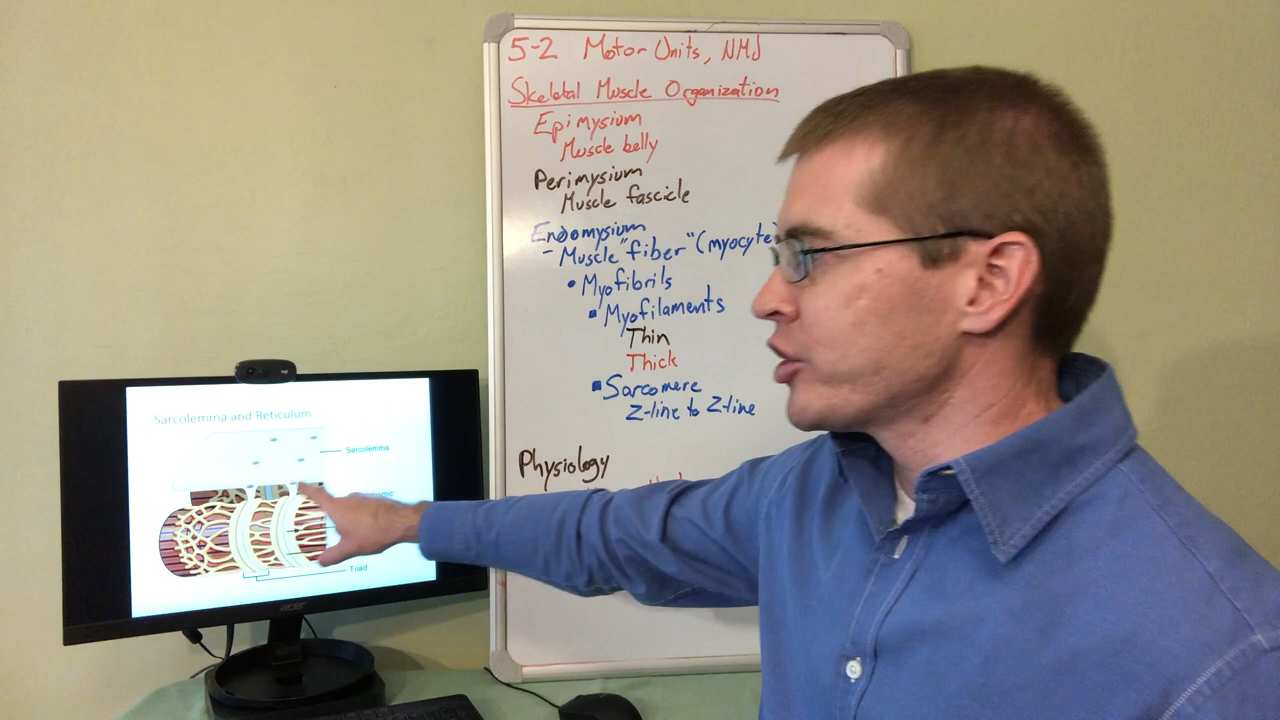 5-2 Motor Units, NMJ
Skeletal Muscle Organization
Epimysium
Muscle belly
Perimysium
Muscle fascicle
Endomysium
- Muscle "fiber" (myocyte)
• Myofibrils
▪ Myofilaments
Thin
Thick
▪ Sarcomere
Z-line to Z-line
Physiology
Sarcolemma and Reticulum
Sarcolemma
Triad
acer